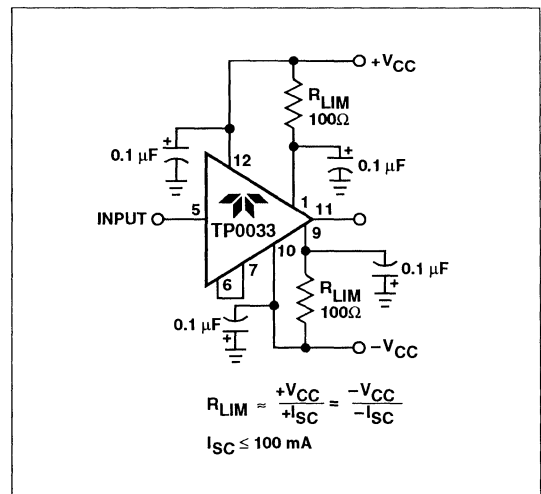 +VCC
RLIM
100Ω
0.1 µF
+
12
+
0.1 µF
1
INPUT
5
TP0033
11
9
10
7
6
+
0.1 µF
RLIM
100Ω
0.1 µF
+
−VCC
RLIM ≈ +VCC/+ISC = −VCC/−ISC
ISC ≤ 100 mA